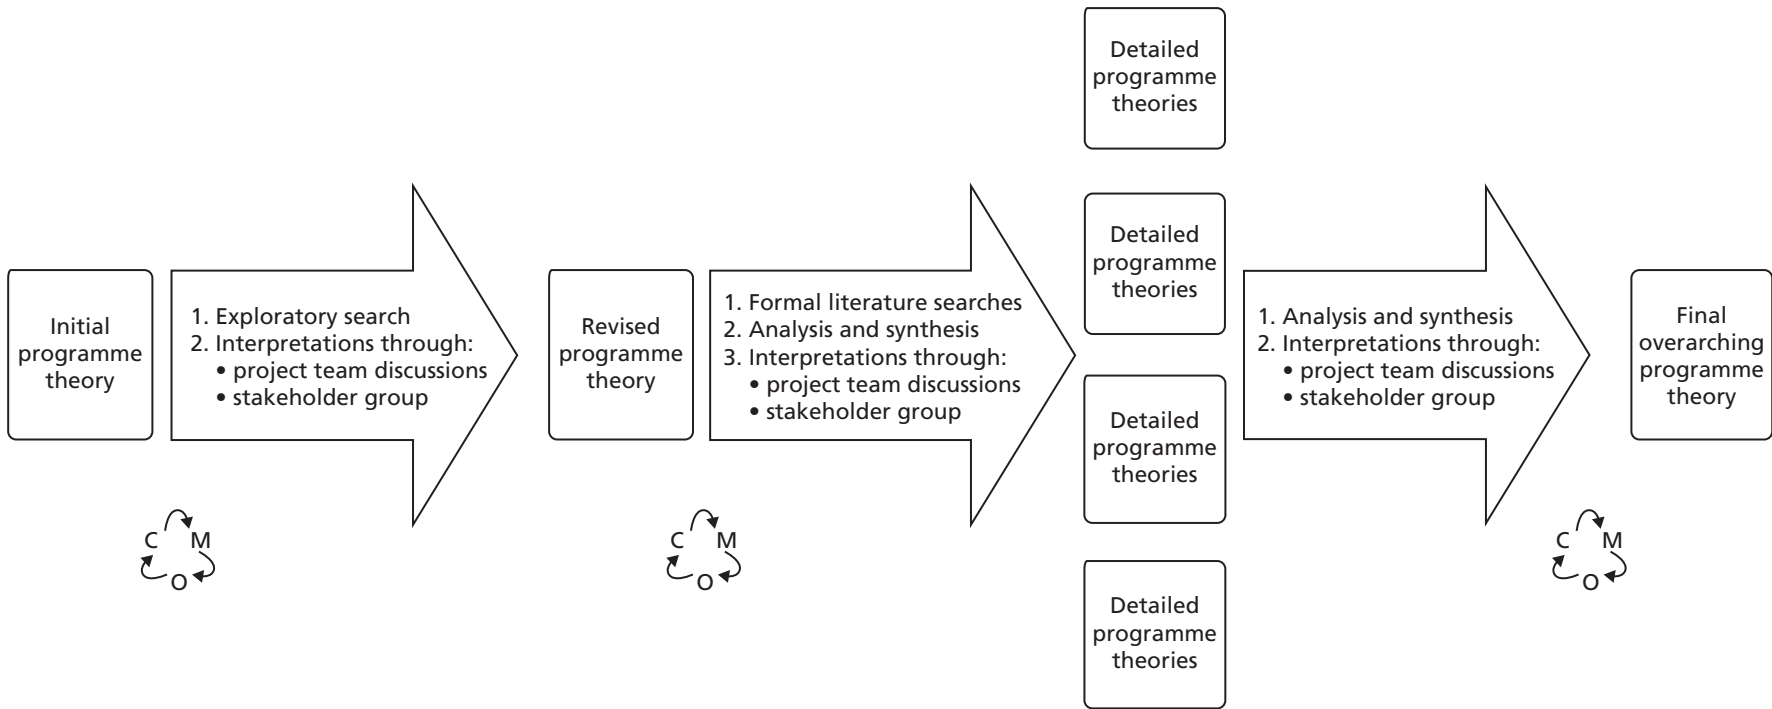 Initial
programme
theory
1. Exploratory search
2. Interpretations through:
• project team discussions
• stakeholder group
Revised
programme
theory
1. Formal literature searches
2. Analysis and synthesis
3. Interpretations through:
• project team discussions
• stakeholder group
Detailed
programme
theories
Detailed
programme
theories
Detailed
programme
theories
Detailed
programme
theories
1. Analysis and synthesis
2. Interpretations through:
• project team discussions
• stakeholder group
Final
overarching
programme
theory
C M
O
C M
O
C M
O